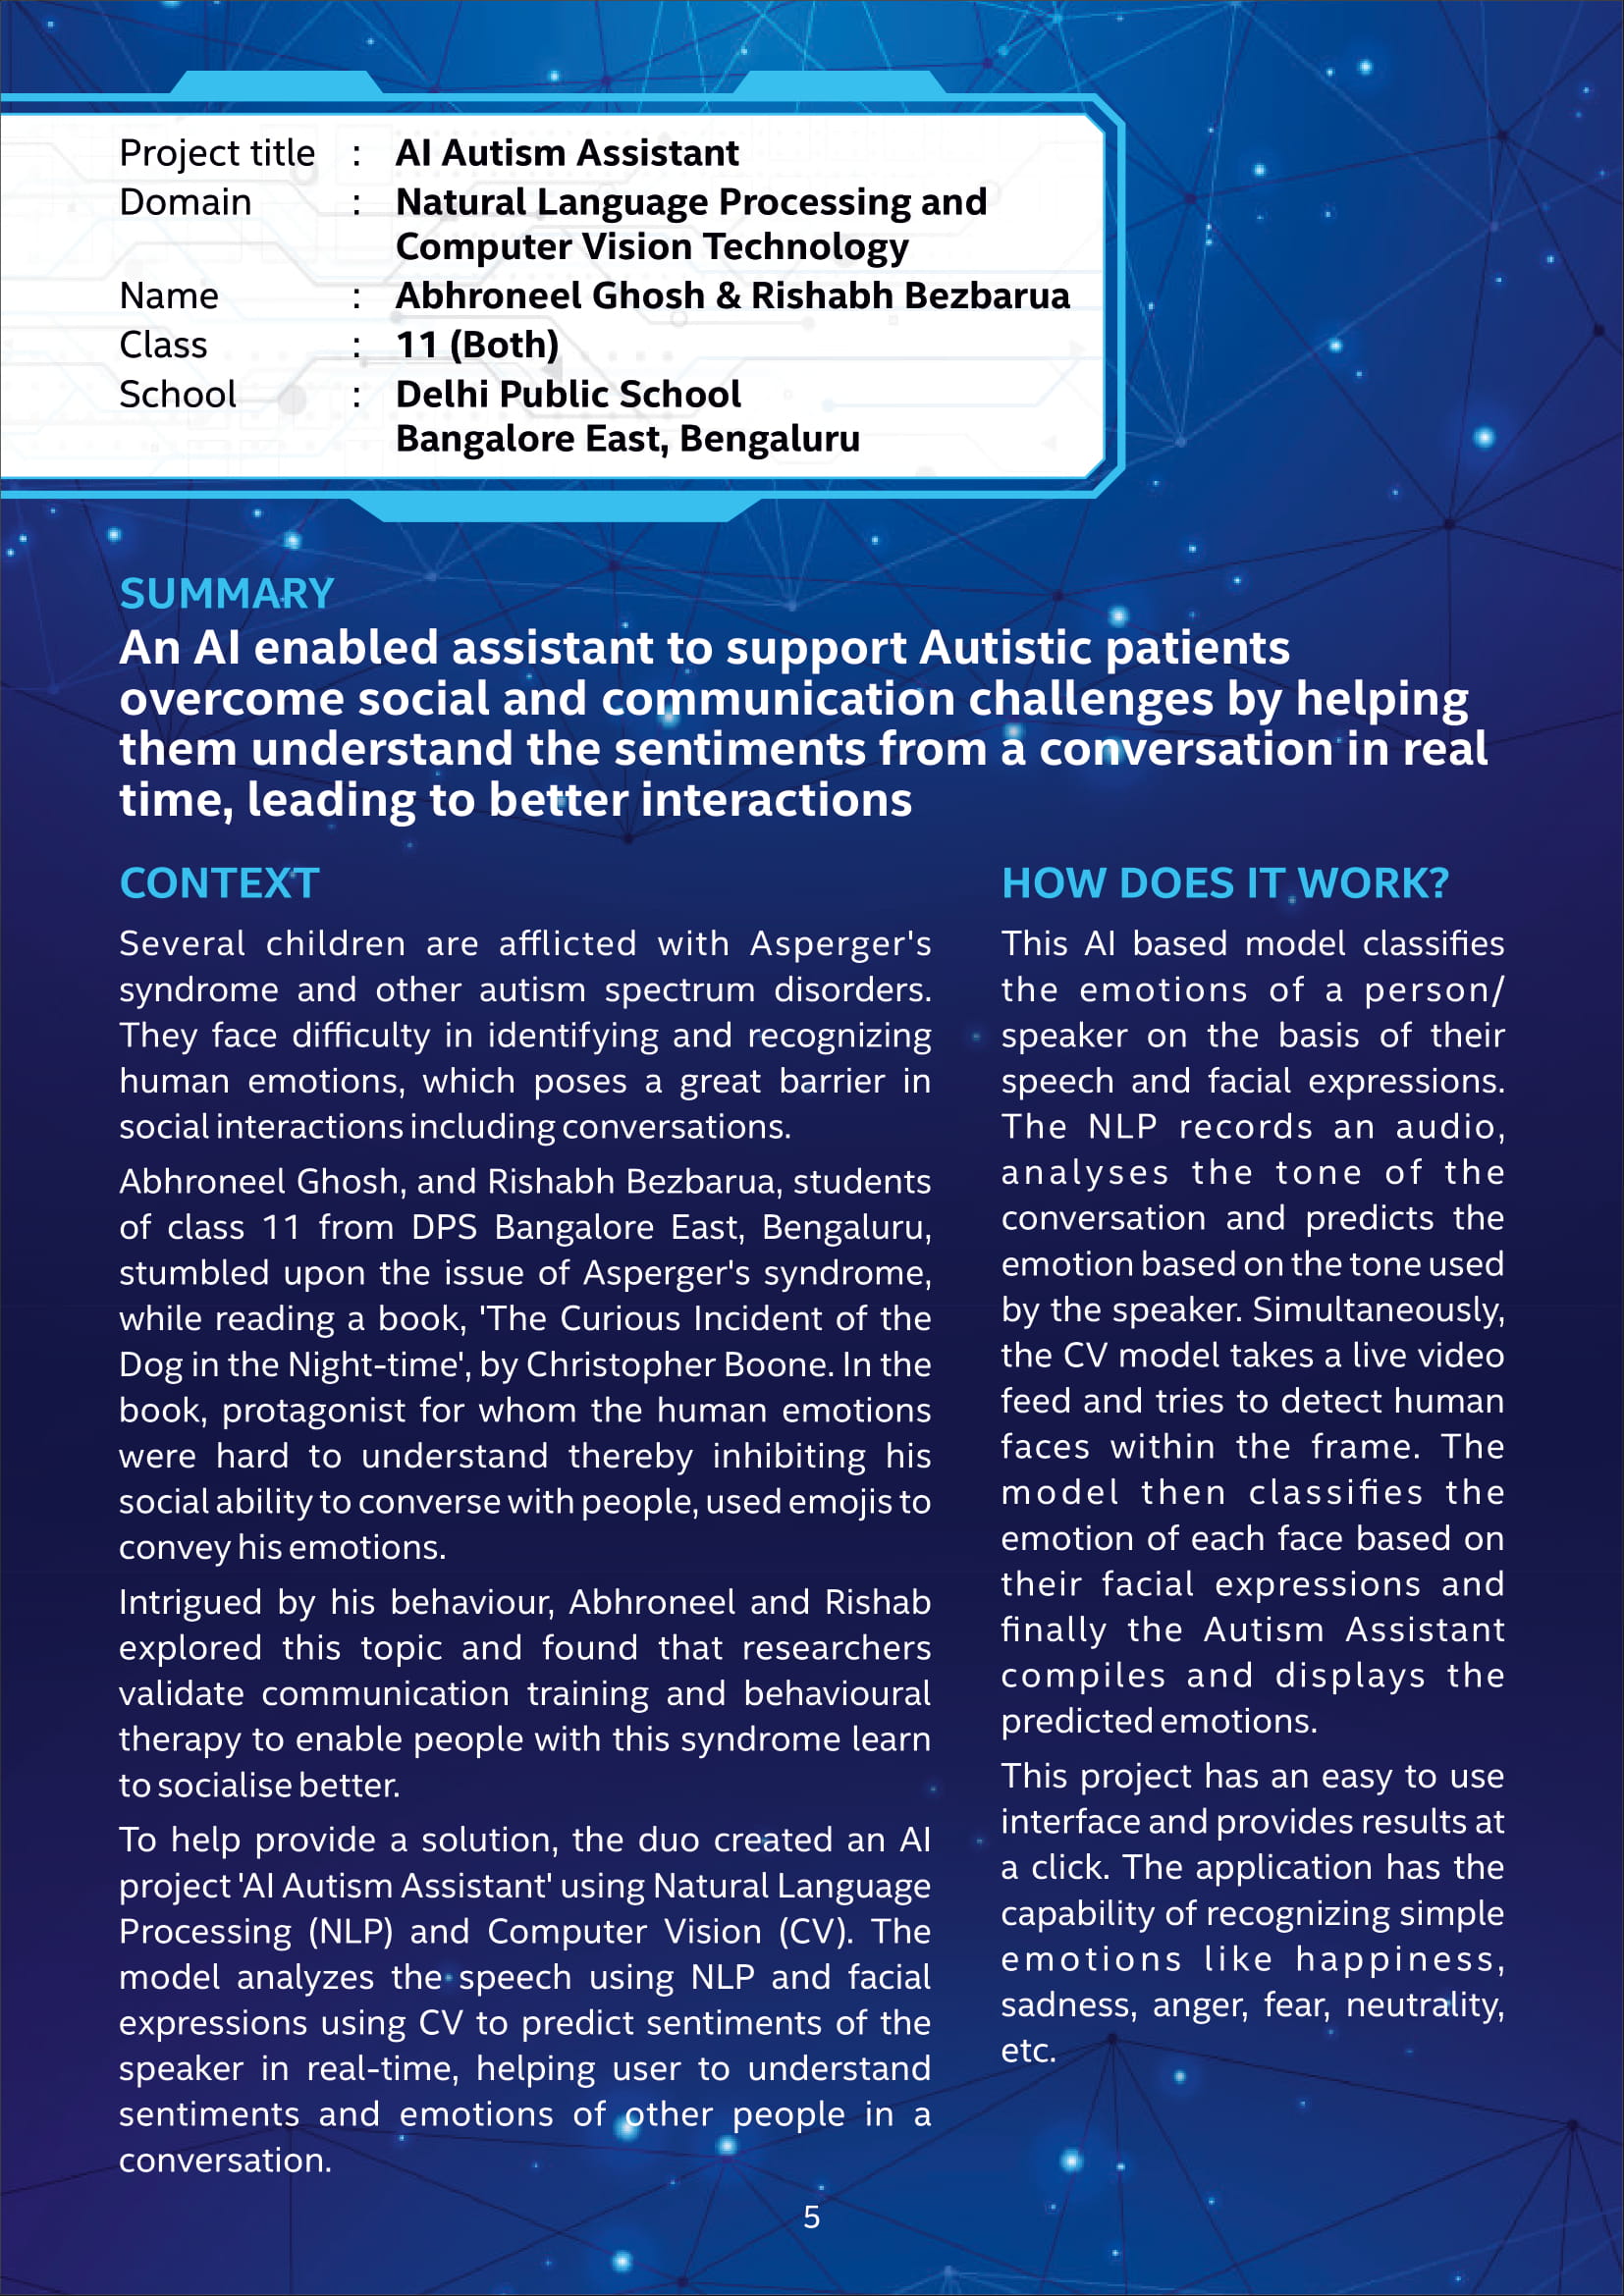 Project title : AI Autism Assistant
Domain : Natural Language Processing and
Computer Vision Technology
Name : Abhroneel Ghosh & Rishabh Bezbarua
Class : 11 (Both)
School : Delhi Public School
Bangalore East, Bengaluru
SUMMARY
An AI enabled assistant to support Autistic patients
overcome social and communication challenges by helping
them understand the sentiments from a conversation in real
time, leading to better interactions
CONTEXT
Several children are afflicted with Asperger's
syndrome and other autism spectrum disorders.
They face difficulty in identifying and recognizing
human emotions, which poses a great barrier in
social interactions including conversations.
Abhroneel Ghosh, and Rishabh Bezbarua, students
of class 11 from DPS Bangalore East, Bengaluru,
stumbled upon the issue of Asperger's syndrome,
while reading a book, 'The Curious Incident of the
Dog in the Night-time', by Christopher Boone. In the
book, protagonist for whom the human emotions
were hard to understand thereby inhibiting his
social ability to converse with people, used emojis to
convey his emotions.
Intrigued by his behaviour, Abhroneel and Rishab
explored this topic and found that researchers
validate communication training and behavioural
therapy to enable people with this syndrome learn
to socialise better.
To help provide a solution, the duo created an AI
project 'AI Autism Assistant' using Natural Language
Processing (NLP) and Computer Vision (CV). The
model analyzes the speech using NLP and facial
expressions using CV to predict sentiments of the
speaker in real-time, helping user to understand
sentiments and emotions of other people in a
conversation.
HOW DOES IT WORK?
This AI based model classifies
the emotions of a person/
speaker on the basis of their
speech and facial expressions.
The NLP records an audio,
analyses the tone of the
conversation and predicts the
emotion based on the tone used
by the speaker. Simultaneously,
the CV model takes a live video
feed and tries to detect human
faces within the frame. The
model then classifies the
emotion of each face based on
their facial expressions and
finally the Autism Assistant
compiles and displays the
predicted emotions.
This project has an easy to use
interface and provides results at
a click. The application has the
capability of recognizing simple
emotions like happiness,
sadness, anger, fear, neutrality,
etc.
5